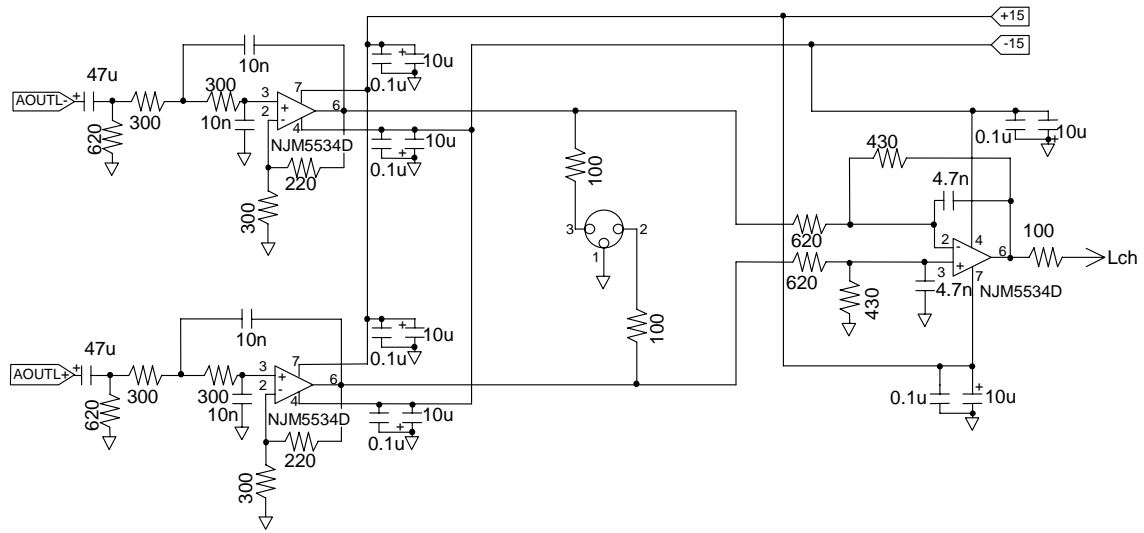 +15
-15
10n
0.1u
+
10u
47u
AOUTL-
+
300
300
620
10n
3
2
+
-
7
4
6
NJM5534D
220
300
0.1u
+
10u
100
3
2
1
100
620
620
430
4.7n
430
4.7n
2
3
-
+
4
7
6
NJM5534D
100
Lch
0.1u
10u
+
10n
0.1u
+
10u
47u
AOUTL+
+
300
300
620
10n
3
2
+
-
7
4
6
NJM5534D
220
300
0.1u
+
10u
0.1u
+
10u